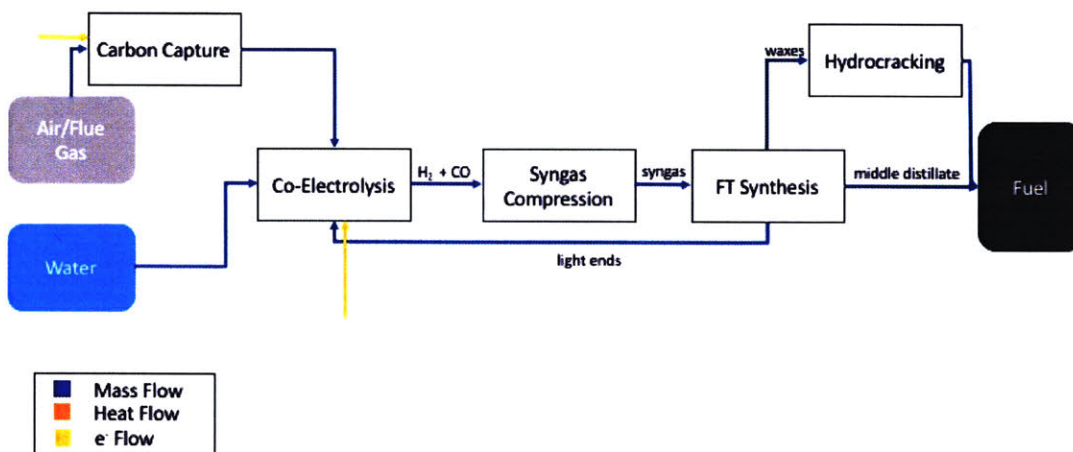 Carbon Capture
waxes
Hydrocracking
Air/Flue
Gas
Co-Electrolysis
H₂ + CO
Syngas
Compression
syngas
FT Synthesis
middle distillate
Fuel
Water
light ends
Mass Flow
Heat Flow
e⁻ Flow